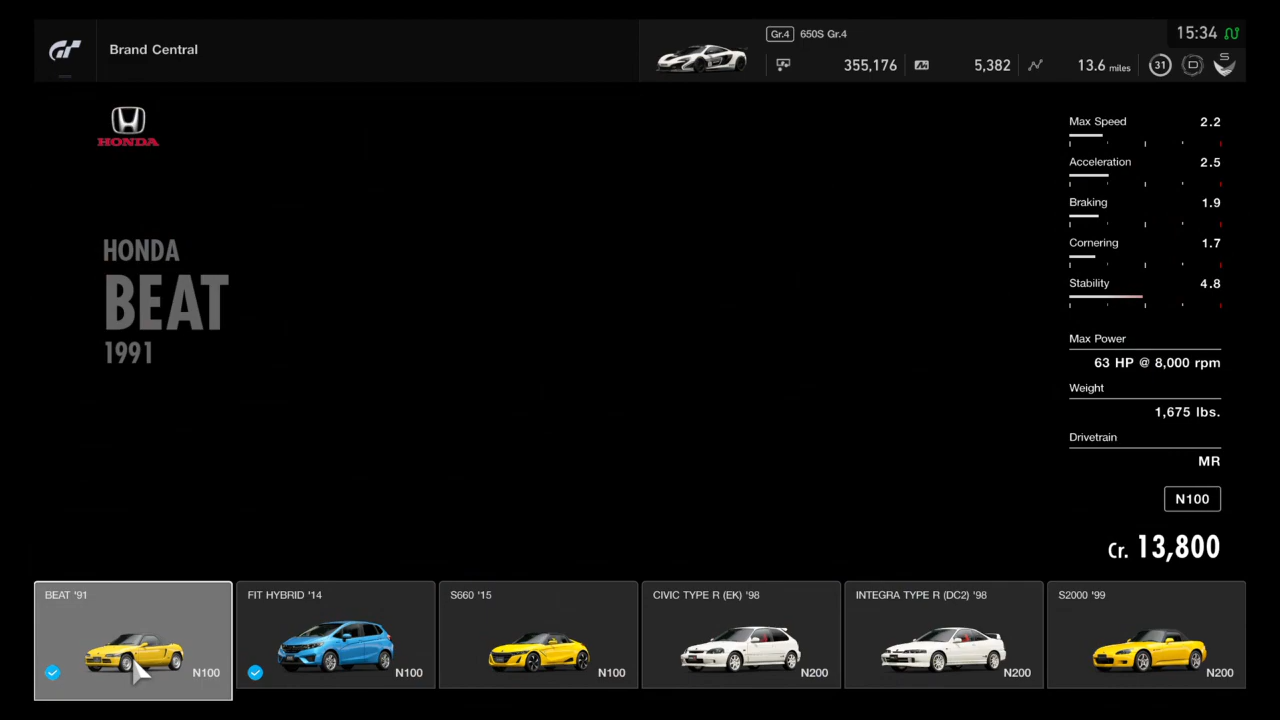 Brand Central
Gr.4 650S Gr.4
15:34
355,176
5,382
13.6 miles
31
D
S
HONDA
HONDA
BEAT
1991
Max Speed 2.2
Acceleration 2.5
Braking 1.9
Cornering 1.7
Stability 4.8
Max Power
63 HP @ 8,000 rpm
Weight
1,675 lbs.
Drivetrain
MR
N100
Cr. 13,800
BEAT '91
N100
FIT HYBRID '14
N100
S660 '15
N100
CIVIC TYPE R (EK) '98
N200
INTEGRA TYPE R (DC2) '98
N200
S2000 '99
N200